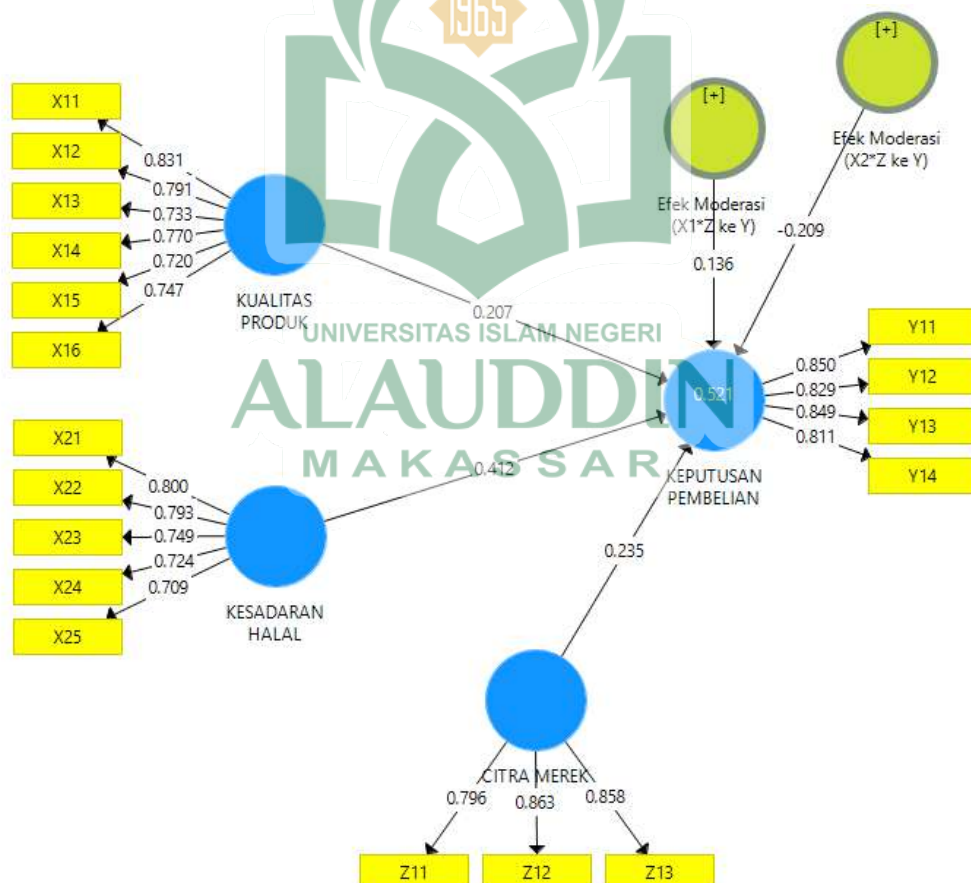 1965
[+]
[+]
Efek Moderasi
(X2*Z ke Y)
Efek Moderasi
(X1*Z ke Y)
-0.209
0.136
X11
X12
X13
X14
X15
X16
0.831
0.791
0.733
0.770
0.720
0.747
KUALITAS
PRODUK
0.207
UNIVERSITAS ISLAM NEGERI
ALAUDDIN
MAKASSAR
X21
X22
X23
X24
X25
0.800
0.793
0.749
0.724
0.709
KESADARAN
HALAL
0.412
0.521
KEPUTUSAN
PEMBELIAN
0.850
0.829
0.849
0.811
Y11
Y12
Y13
Y14
0.235
CITRA MEREK
0.796
0.863
0.858
Z11
Z12
Z13